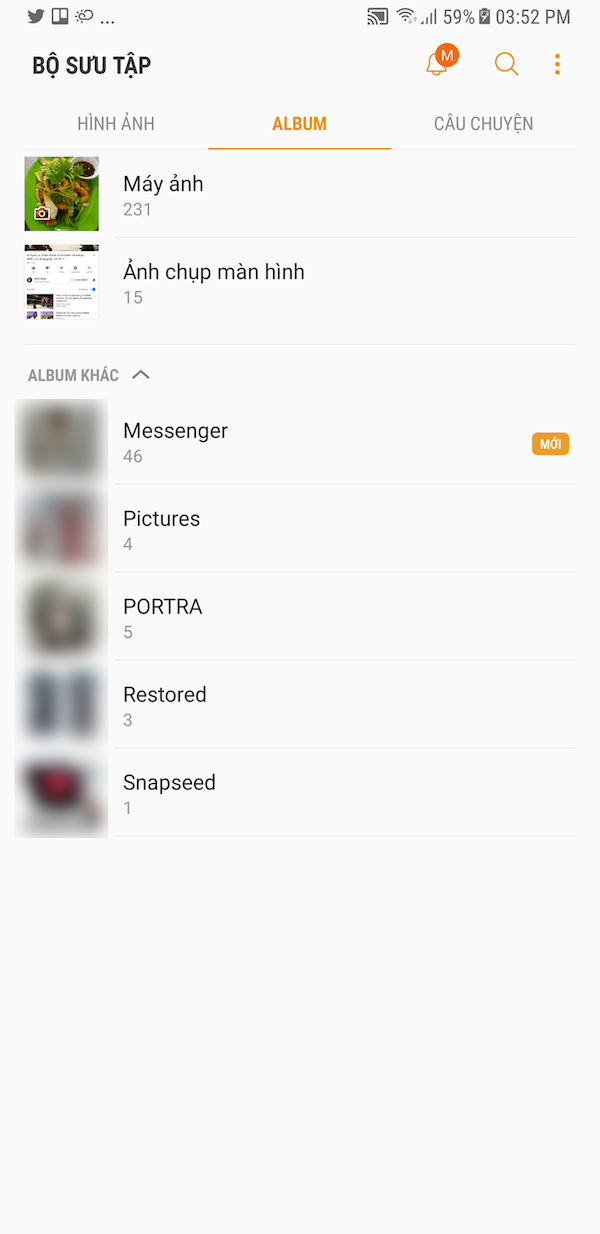 ... 59% 03:52 PM
BỘ SƯU TẬP M
HÌNH ẢNH ALBUM CÂU CHUYỆN
Máy ảnh
231
Ảnh chụp màn hình
15
ALBUM KHÁC
Messenger
46
MỚI
Pictures
4
PORTRA
5
Restored
3
Snapseed
1